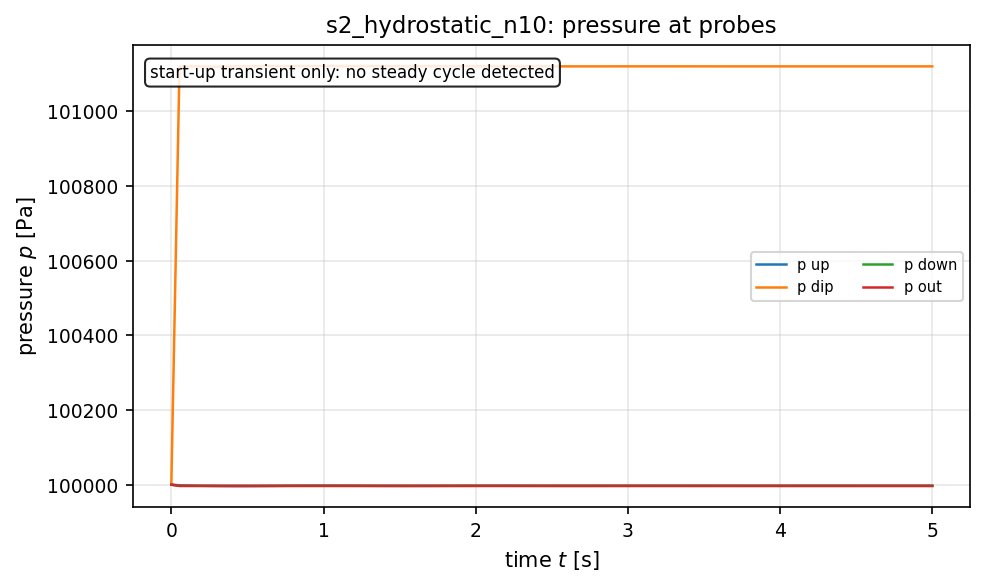 s2_hydrostatic_n10: pressure at probes
start-up transient only: no steady cycle detected
pressure p [Pa]
101000
100800
100600
100400
100200
100000
p up
p down
p dip
p out
0 1 2 3 4 5
time t [s]